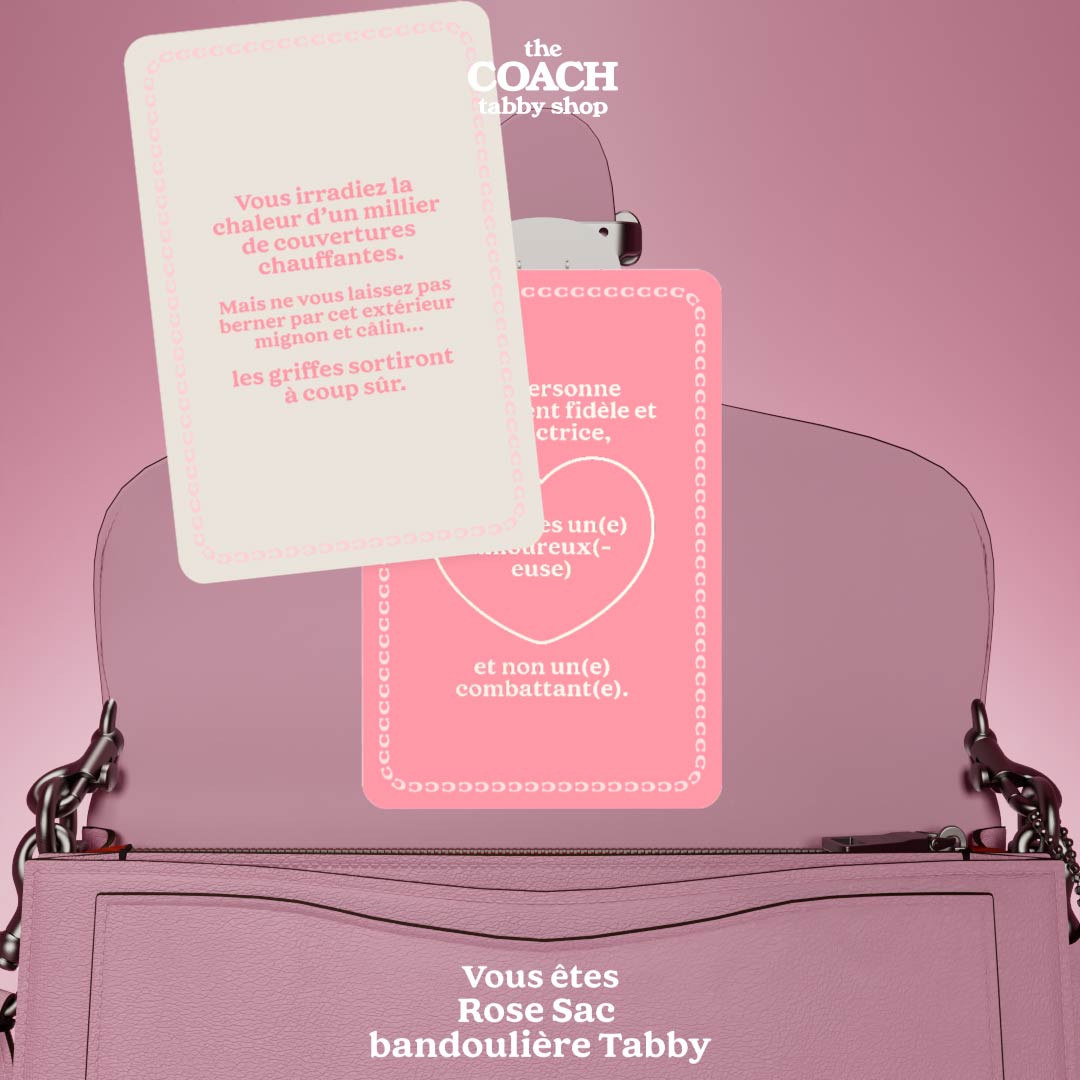 the
COACH
tabby shop
Vous irradiez la
chaleur d’un millier
de couvertures
chauffantes.
Mais ne vous laissez pas
berner par cet extérieur
mignon et câlin...
les griffes sortiront
à coup sûr.
fidèle et
un(e)
euse)
et non un(e)
combattant(e).
Vous êtes
Rose Sac
bandoulière Tabby